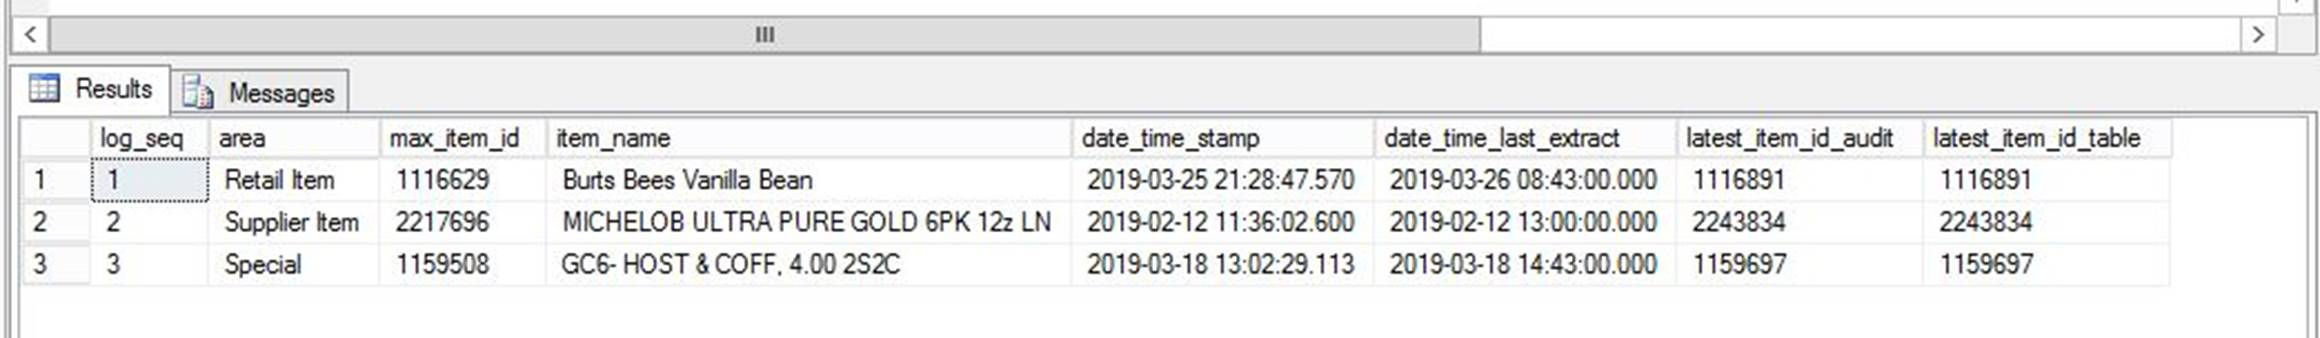 Results Messages
log_seq area max_item_id item_name date_time_stamp date_time_last_extract latest_item_id_audit latest_item_id_table
1 1 Retail Item 1116629 Burts Bees Vanilla Bean 2019-03-25 21:28:47.570 2019-03-26 08:43:00.000 1116891 1116891
2 2 Supplier Item 2217696 MICHELOB ULTRA PURE GOLD 6PK 12z LN 2019-02-12 11:36:02.600 2019-02-12 13:00:00.000 2243834 2243834
3 3 Special 1159508 GC6- HOST & COFF, 4.00 2S2C 2019-03-18 13:02:29.113 2019-03-18 14:43:00.000 1159697 1159697